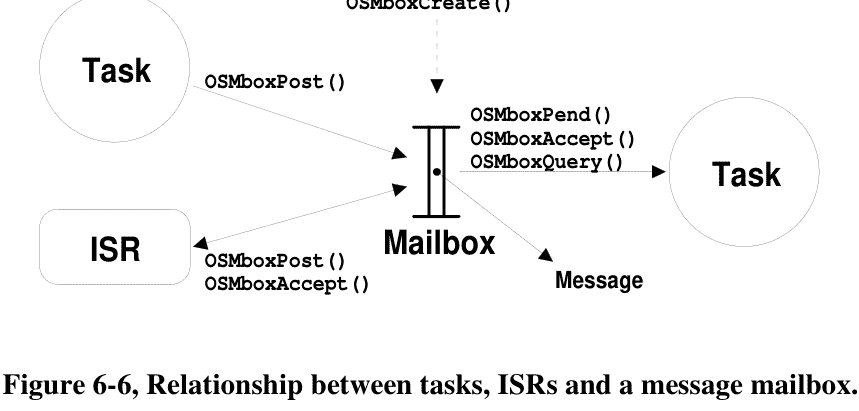 OSMboxCreate()
Task
OSMboxPost()
OSMboxPend()
OSMboxAccept()
OSMboxQuery()
Task
ISR
Mailbox
OSMboxPost()
OSMboxAccept()
Message
Figure 6-6, Relationship between tasks, ISRs and a message mailbox.